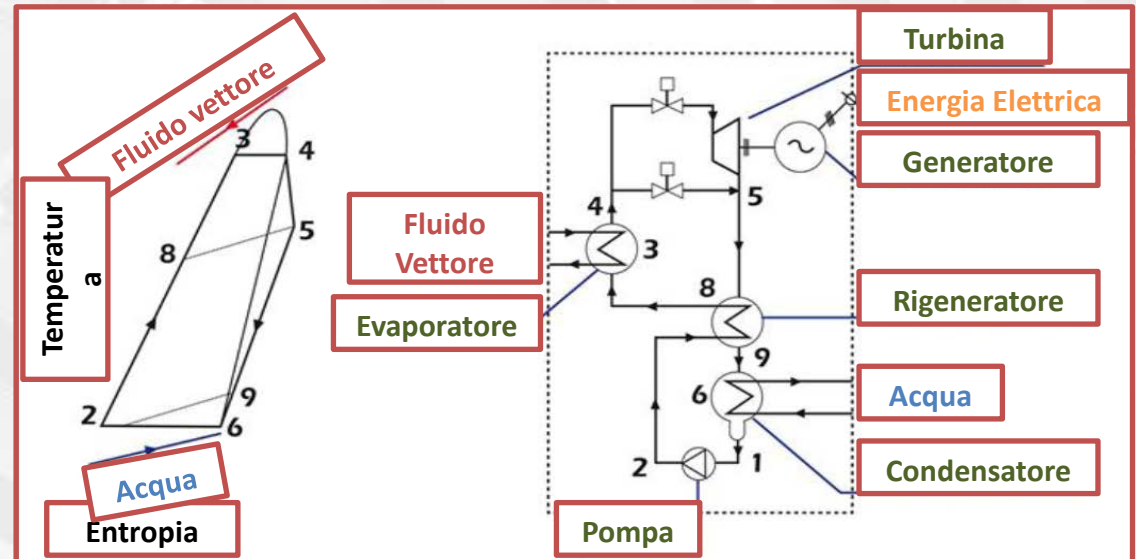 Fluido vettore
Temperatur
a
3
4
5
8
9
2
6
Acqua
Entropia
Turbina
Energia Elettrica
Generatore
5
4
Fluido
Vettore
3
Evaporatore
8
Rigeneratore
9
6
Acqua
2
1
Condensatore
Pompa